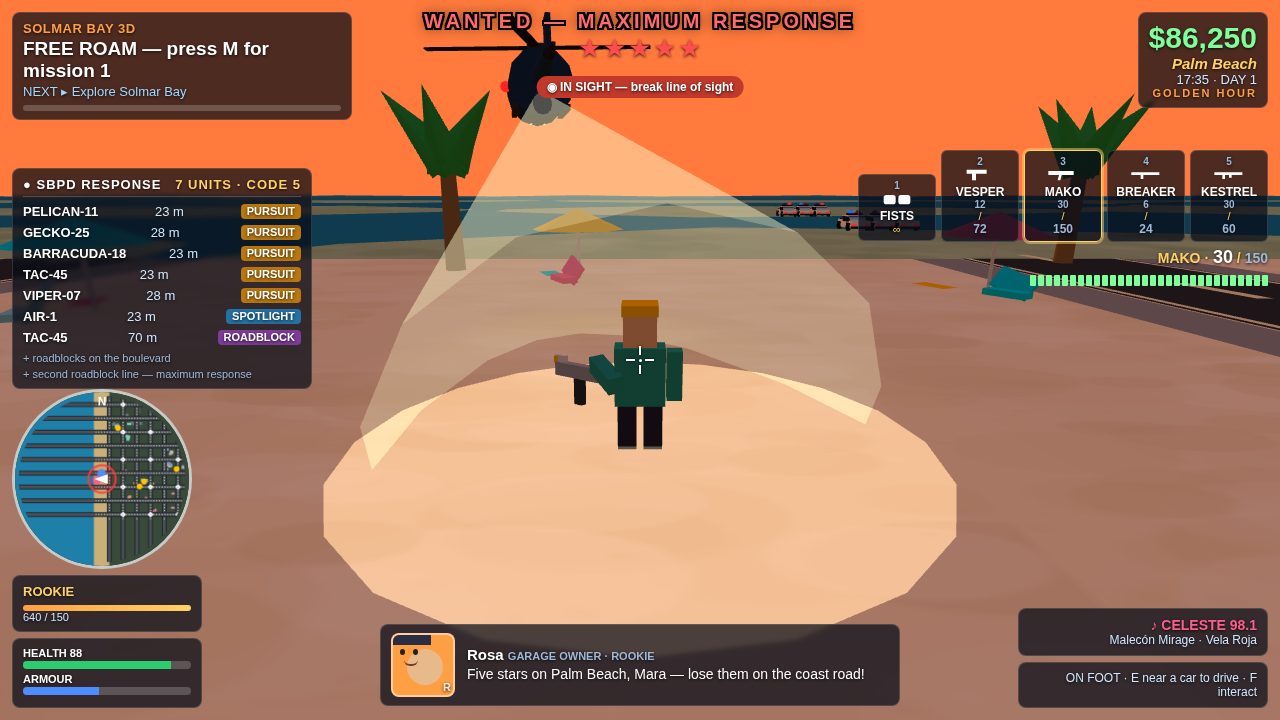 SOLMAR BAY 3D
FREE ROAM — press M for
mission 1
NEXT ▸ Explore Solmar Bay
WANTED — MAXIMUM RESPONSE
★★★★★
◉ IN SIGHT — break line of sight
$86,250
Palm Beach
17:35 · DAY 1
GOLDEN HOUR
1
FISTS
∞
2
VESPER
12
/
72
3
MAKO
30
/
150
4
BREAKER
6
/
24
5
KESTREL
30
/
60
MAKO · 30 / 150
● SBPD RESPONSE 7 UNITS · CODE 5
PELICAN-11 23 m PURSUIT
GECKO-25 28 m PURSUIT
BARRACUDA-18 23 m PURSUIT
TAC-45 23 m PURSUIT
VIPER-07 28 m PURSUIT
AIR-1 23 m SPOTLIGHT
TAC-45 70 m ROADBLOCK
+ roadblocks on the boulevard
+ second roadblock line — maximum response
N
ROOKIE
640 / 150
HEALTH 88
ARMOUR
R
Rosa GARAGE OWNER · ROOKIE
Five stars on Palm Beach, Mara — lose them on the coast road!
♪ CELESTE 98.1
Malecón Mirage · Vela Roja
ON FOOT · E near a car to drive · F
interact